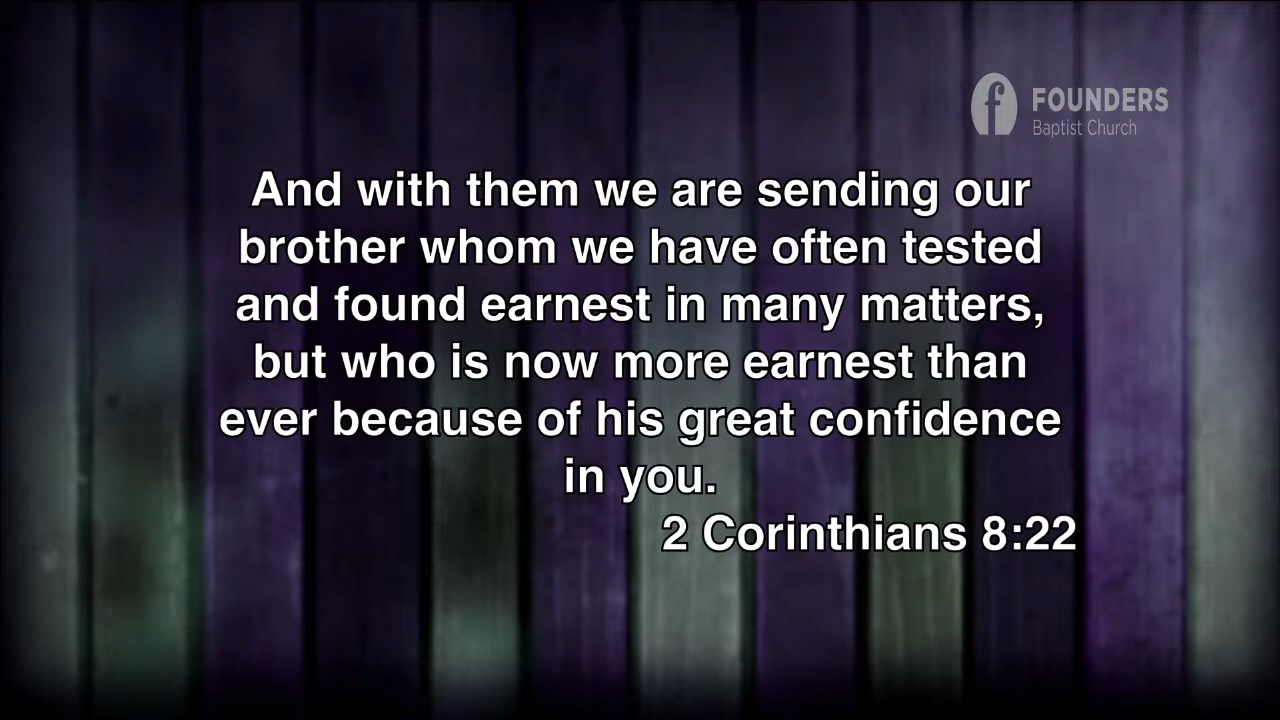 FOUNDERS
Baptist Church
And with them we are sending our
brother whom we have often tested
and found earnest in many matters,
but who is now more earnest than
ever because of his great confidence
in you.
2 Corinthians 8:22